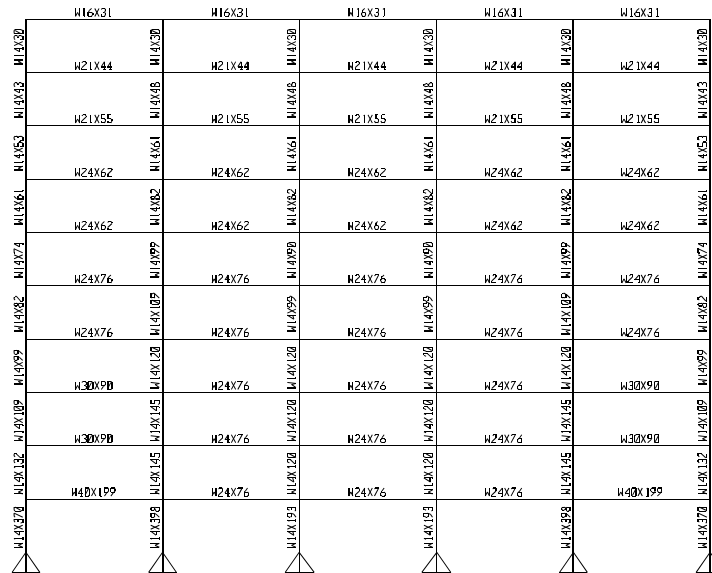 W16X31 W16X31 W16X31 W16X31 W16X31
W14X30 W14X30 W14X30 W14X30 W14X30 W14X30
W21X44 W21X44 W21X44 W21X44 W21X44
W14X43 W14X48 W14X48 W14X48 W14X48 W14X43
W21X55 W21X55 W21X55 W21X55 W21X55
W14X53 W14X61 W14X61 W14X61 W14X61 W14X53
W24X62 W24X62 W24X62 W24X62 W24X62
W14X61 W14X82 W14X82 W14X82 W14X82 W14X61
W24X62 W24X62 W24X62 W24X62 W24X62
W14X74 W14X99 W14X90 W14X90 W14X99 W14X74
W24X76 W24X76 W24X76 W24X76 W24X76
W14X82 W14X109 W14X99 W14X99 W14X109 W14X82
W24X76 W24X76 W24X76 W24X76 W24X76
W14X99 W14X120 W14X120 W14X120 W14X120 W14X99
W30X90 W24X76 W24X76 W24X76 W30X90
W14X109 W14X145 W14X120 W14X120 W14X145 W14X109
W30X90 W24X76 W24X76 W24X76 W30X90
W14X132 W14X145 W14X120 W14X120 W14X145 W14X132
W40X199 W24X76 W24X76 W24X76 W40X199
W14X370 W14X398 W14X193 W14X193 W14X398 W14X370